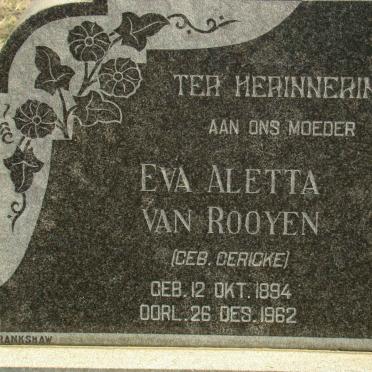 TER HERINNERIN
AAN ONS MOEDER
EVA ALETTA
VAN ROOYEN
(GEB. GERICKE)
GEB. 12 OKT. 1894
OORL. 26 DES. 1962
RANKSHAW